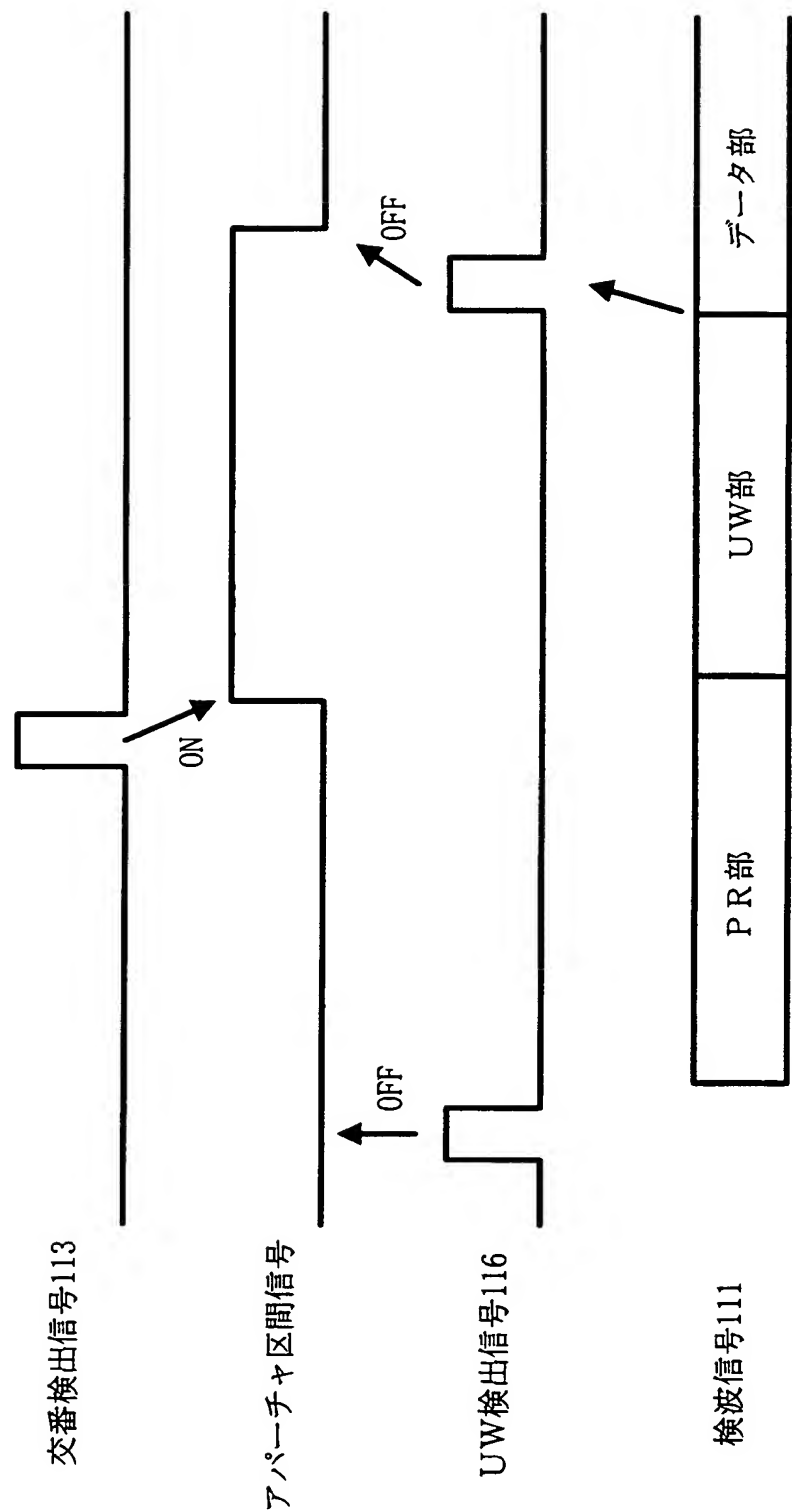 交番検出信号113
ON
アパーチャ区間信号
OFF
OFF
UW検出信号116
検波信号111
PR部
UW部
データ部